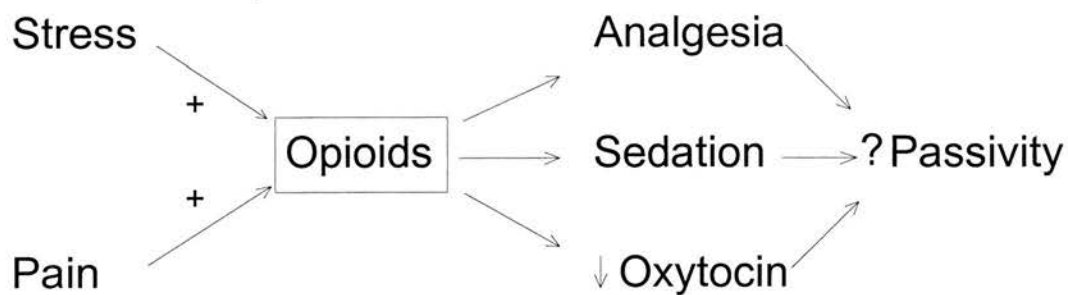 Stress
Analgesia
+
Opioids
Sedation
?Passivity
+
Pain
↓ Oxytocin